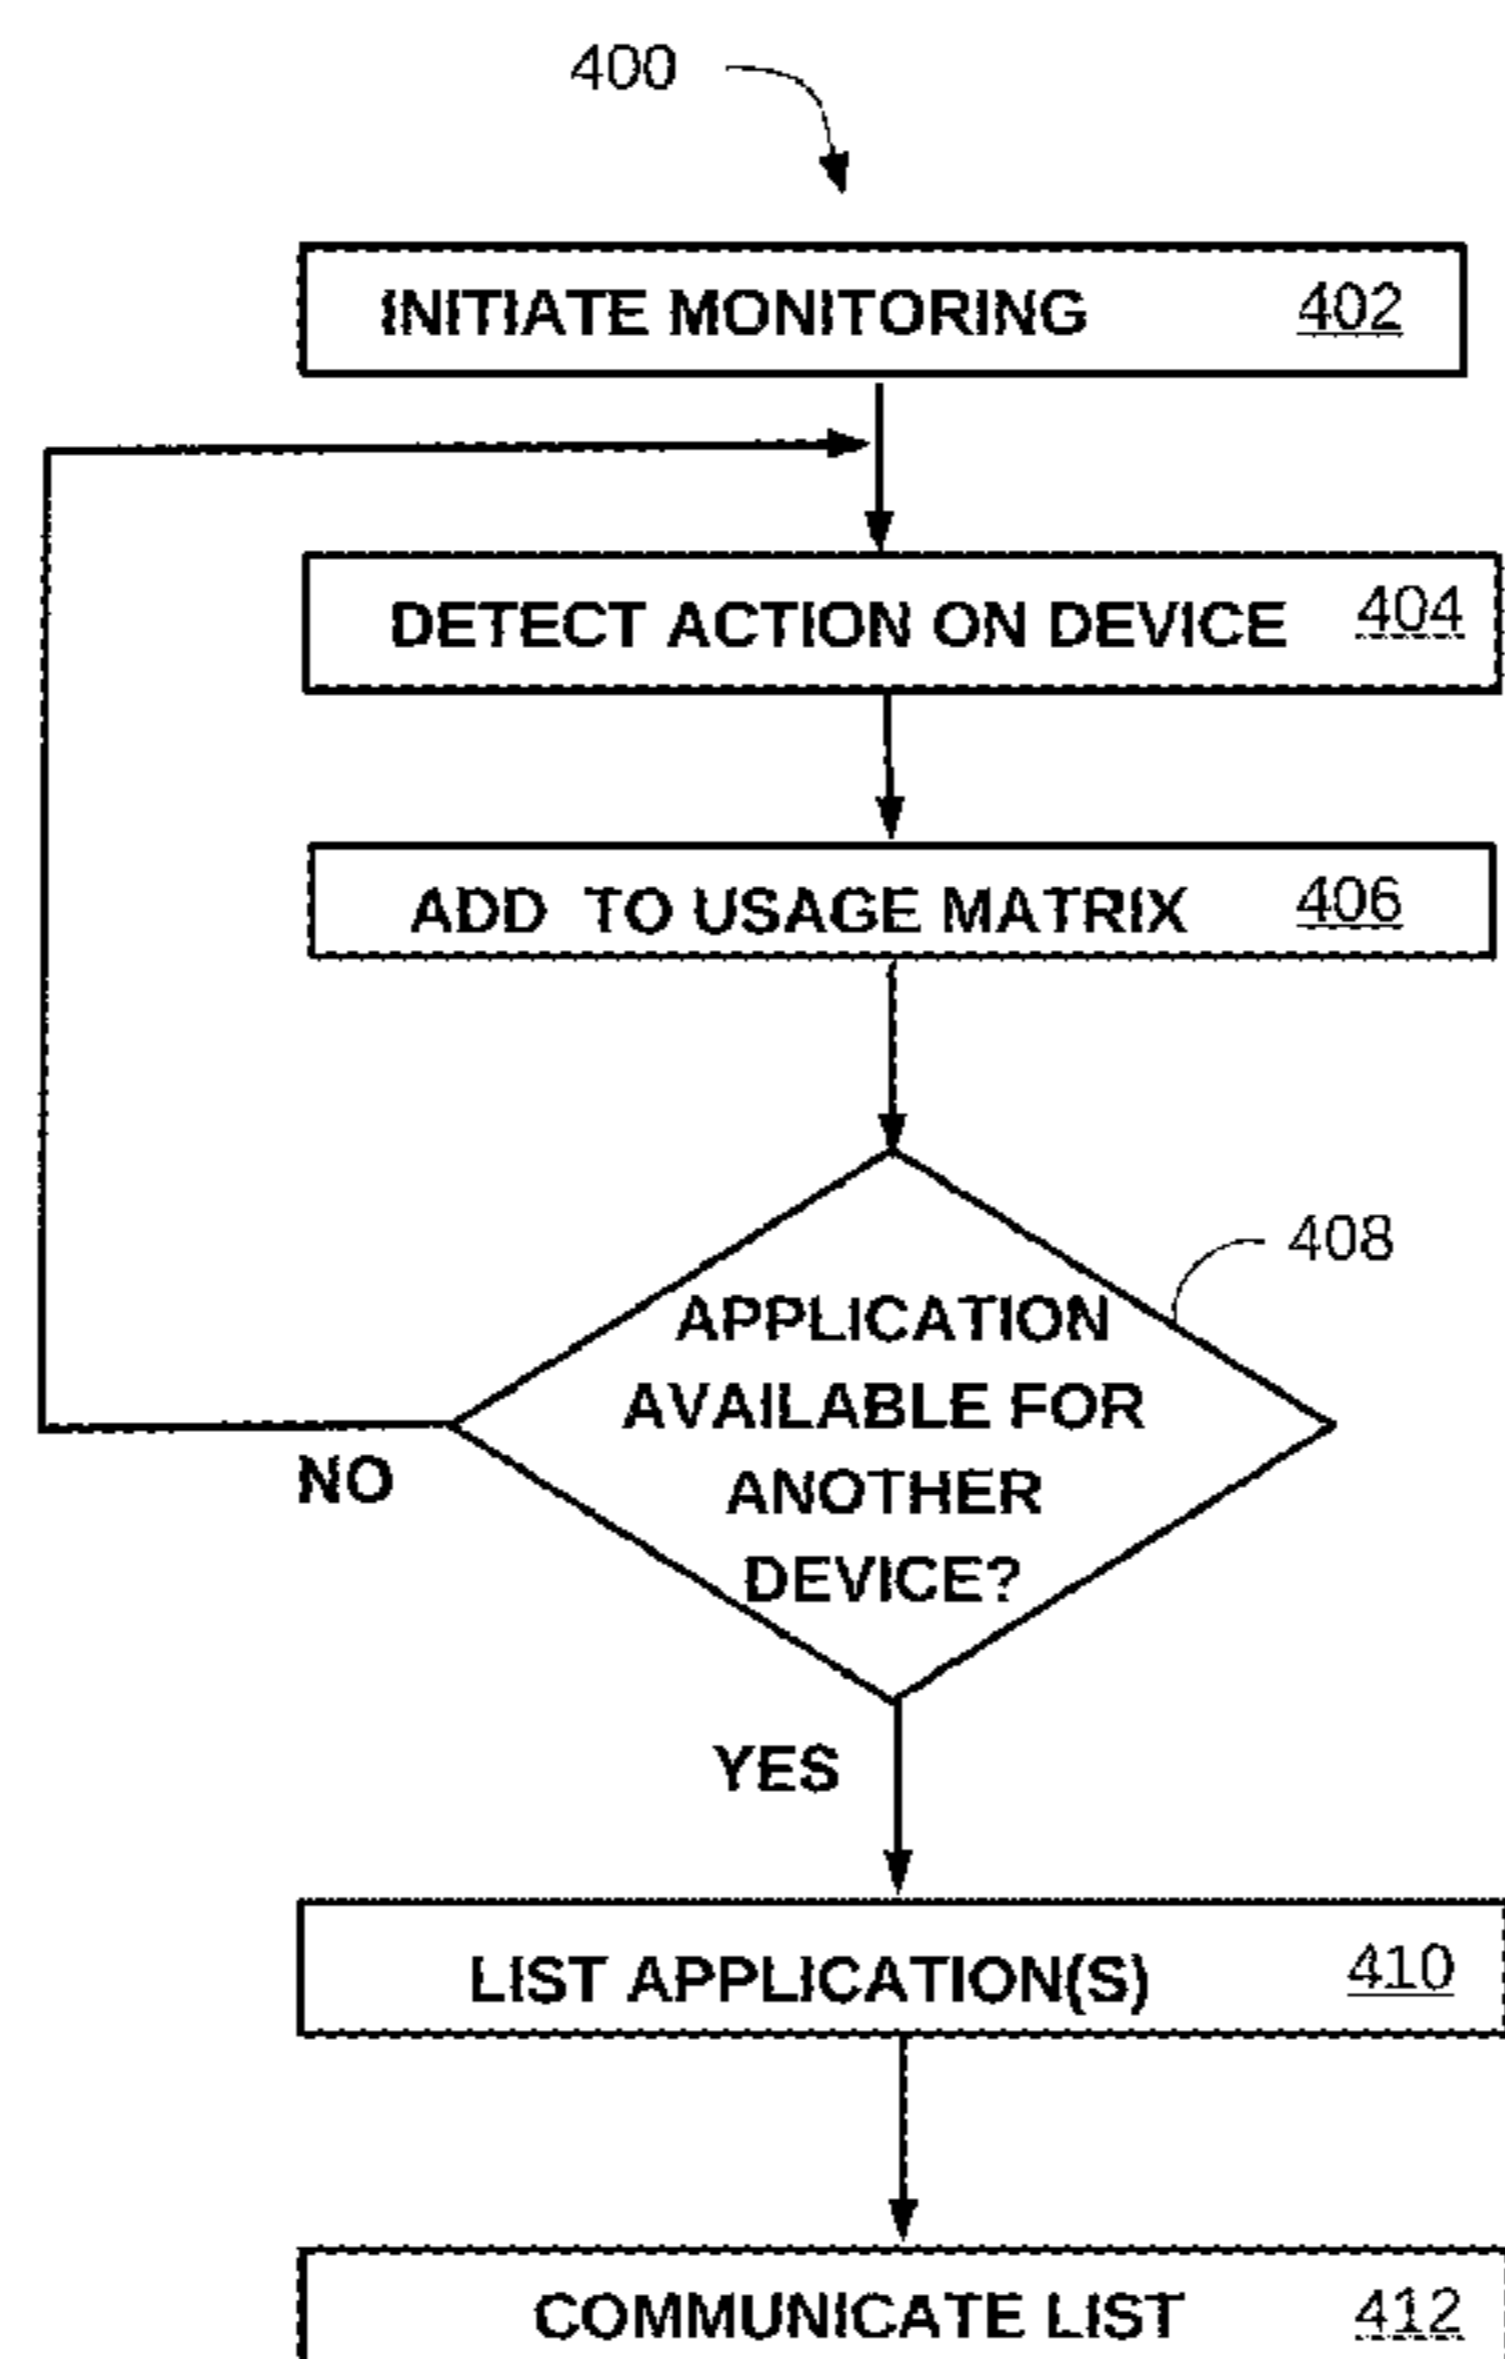 400
INITIATE MONITORING 402
DETECT ACTION ON DEVICE 404
ADD TO USAGE MATRIX 406
408
APPLICATION
AVAILABLE FOR
ANOTHER
DEVICE?
NO
YES
LIST APPLICATION(S) 410
COMMUNICATE LIST 412